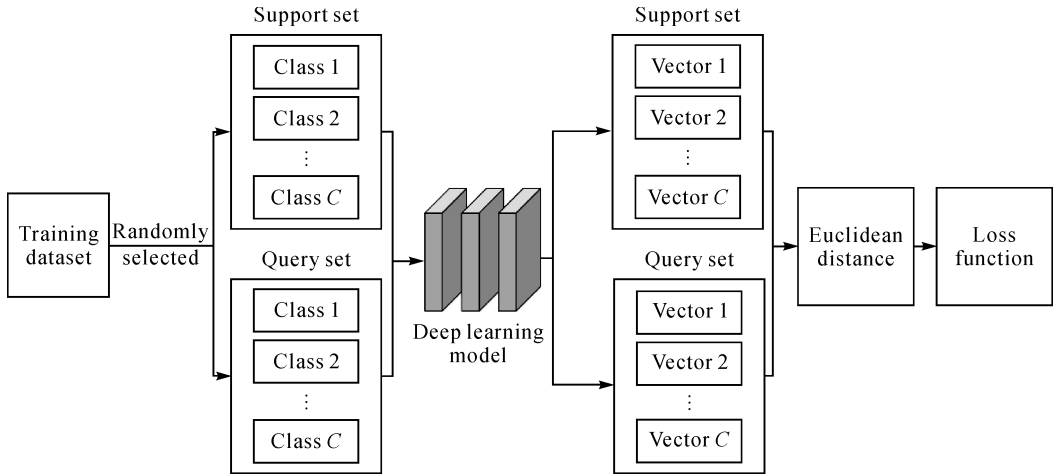 Training
dataset
Randomly
selected
Support set
Class 1
Class 2
⋮
Class C
Query set
Class 1
Class 2
⋮
Class C
Deep learning
model
Support set
Vector 1
Vector 2
⋮
Vector C
Query set
Vector 1
Vector 2
⋮
Vector C
Euclidean
distance
Loss
function